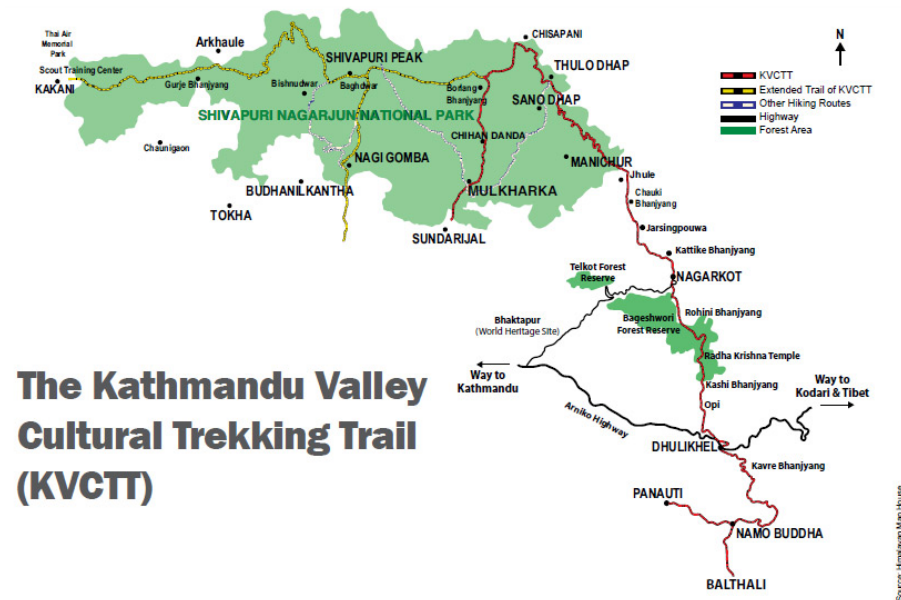 Thai Air
Memorial
Park
Scout Training Center
KAKANI
Arkhaule
Gurje Bhanjyang
Chaunigaon
Bishnudwar
SHIVAPURI PEAK
Baghdwar
SHIVAPURI NAGARJUN NATIONAL PARK
NAGI GOMBA
BUDHANILKANTHA
TOKHA
Borlang
Bhanjyang
CHISAPANI
THULO DHAP
SANO DHAP
CHIHAN DANDA
MULKHARKA
SUNDARIJAL
MANICHUR
Jhule
Chauki
Bhanjyang
Jarsingpouwa
Kattike Bhanjyang
NAGARKOT
Telkot Forest
Reserve
Bageshwori
Forest Reserve
Rohini Bhanjyang
Bhaktapur
(World Heritage Site)
Radha Krishna Temple
Kashi Bhanjyang
Opi
Way to
Kathmandu
Arniko Highway
Way to
Kodari & Tibet
DHULIKHEL
Kavre Bhanjyang
PANAUTI
NAMO BUDDHA
BALTHALI
N
KVCTT
Extended Trail of KVCTT
Other Hiking Routes
Highway
Forest Area
The Kathmandu Valley
Cultural Trekking Trail
(KVCTT)
Source: Himalayan Map House